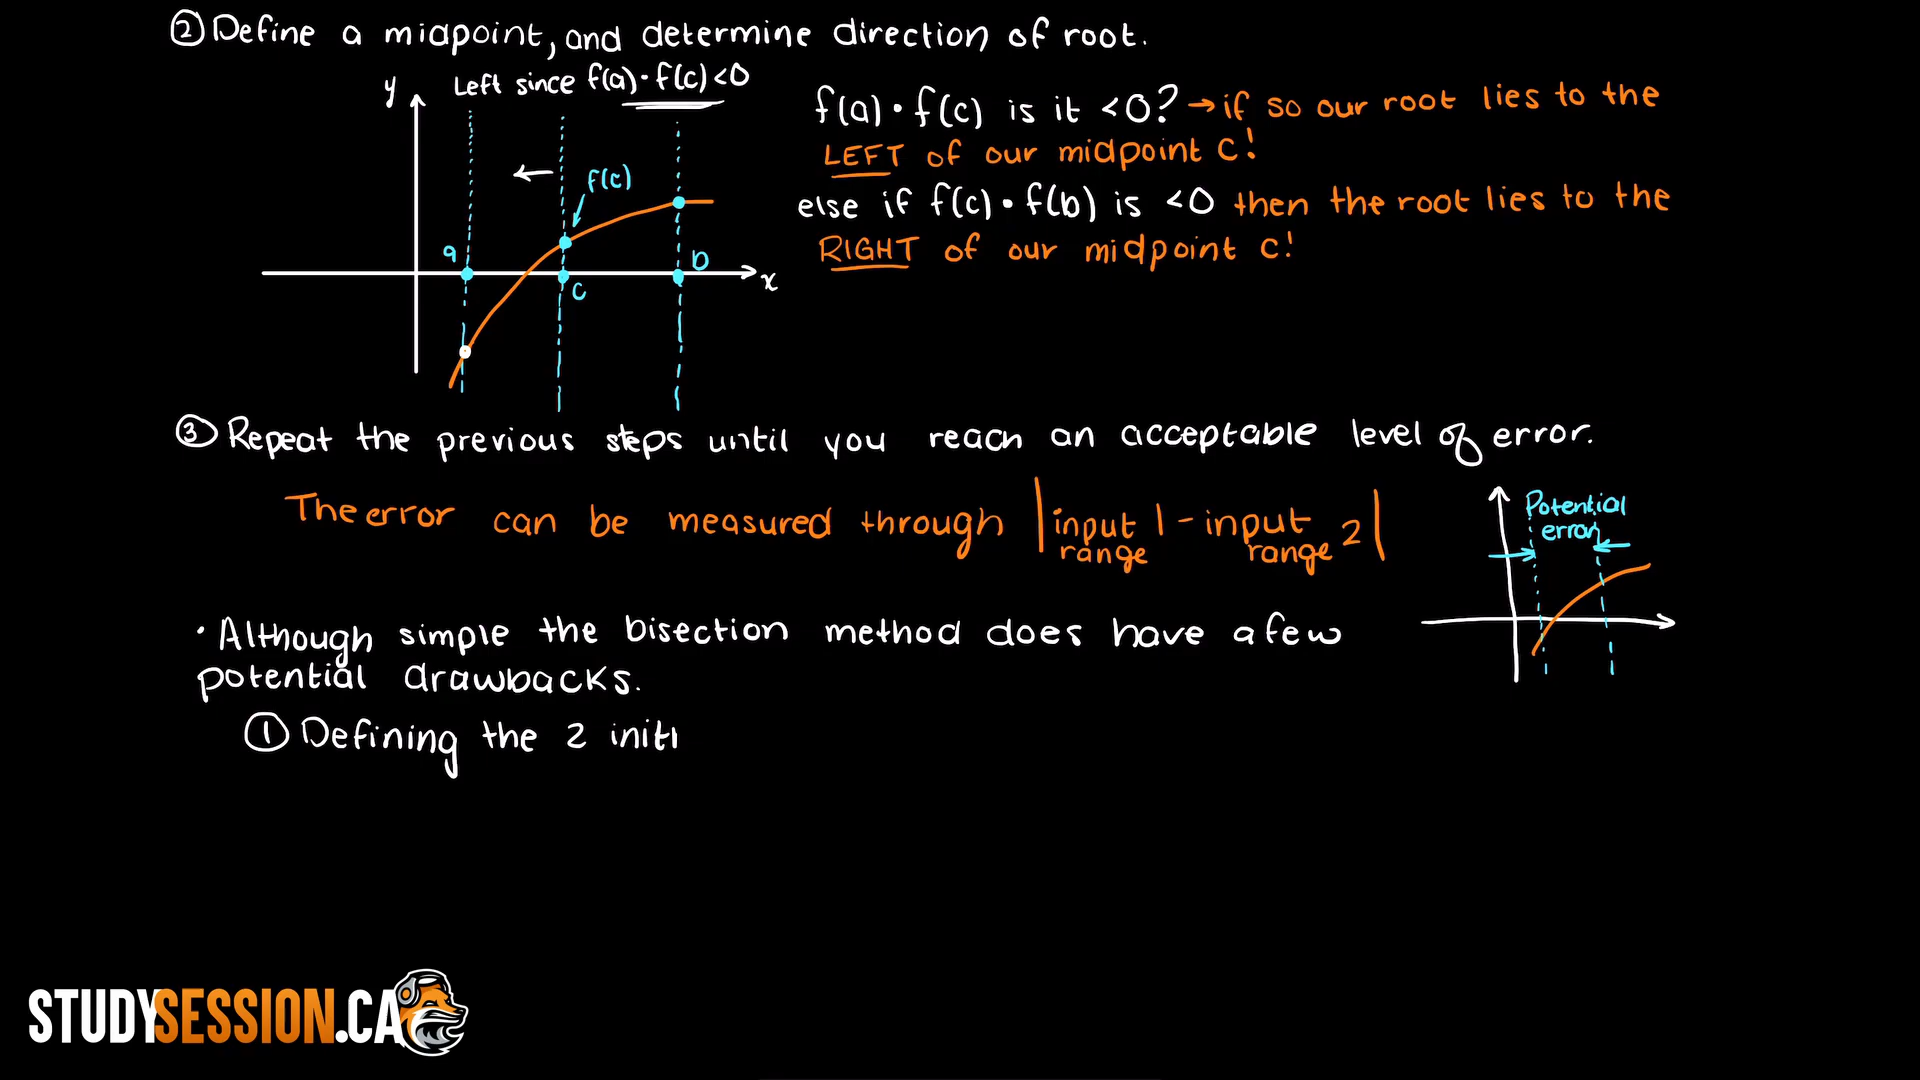 ② Define a midpoint, and determine direction of root.
Left since f(a)·f(c)<0
y
f(c)
a
b
c
x
f(a)·f(c) is it <0? → if so our root lies to the
LEFT of our midpoint c!
else if f(c)·f(b) is <0 then the root lies to the
RIGHT of our midpoint c!
③ Repeat the previous steps until you reach an acceptable level of error.
The error can be measured through |input range 1 - input range 2|
Potential
error
· Although simple the bisection method does have a few
potential drawbacks.
① Defining the 2 initi
STUDYSESSION.CA